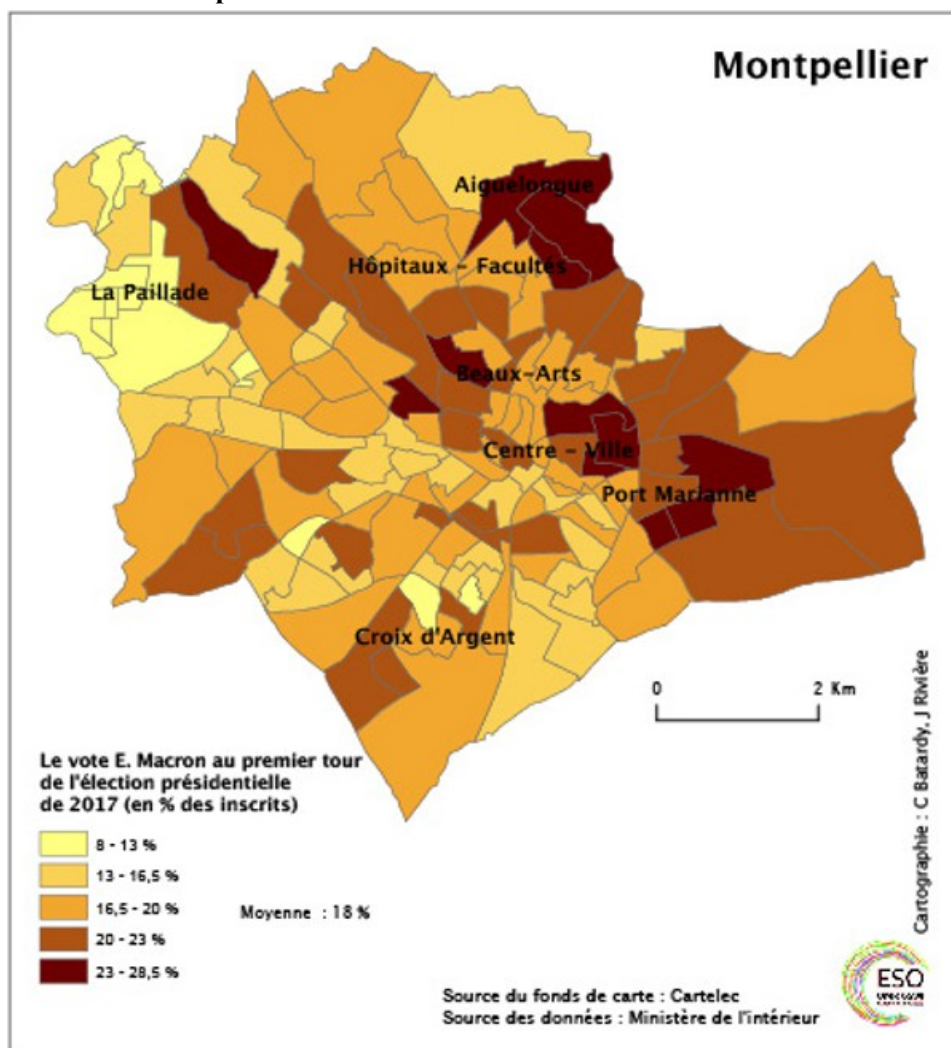 Montpellier
Aiguelongue
Hôpitaux - Facultés
La Paillade
Beaux-Arts
Centre - Ville
Port Marianne
Croix d'Argent
0 2 Km
Le vote E. Macron au premier tour
de l'élection présidentielle
de 2017 (en % des inscrits)
8 - 13 %
13 - 16,5 %
16,5 - 20 %
20 - 23 %
23 - 28,5 %
Moyenne : 18 %
Cartographie : C Batardy, J Rivière
Source du fonds de carte : Cartelec
Source des données : Ministère de l'intérieur
ESO